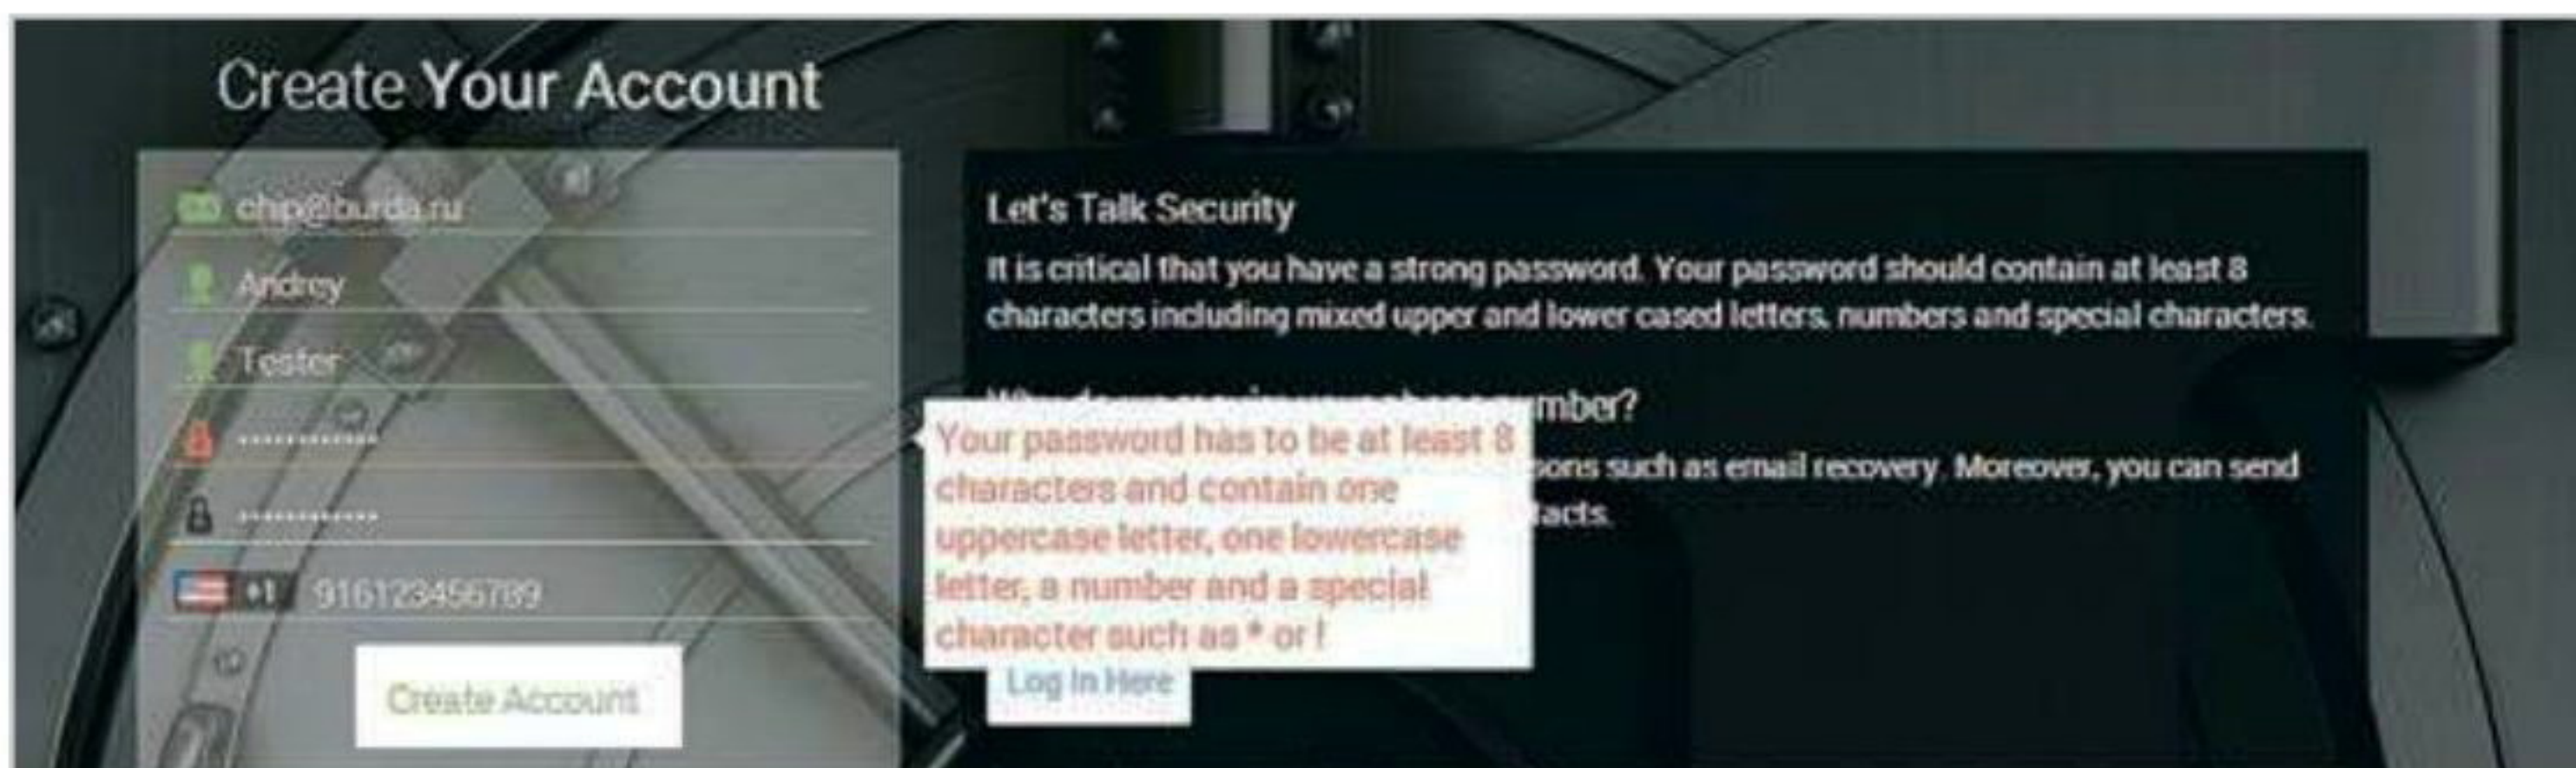 Create Your Account
chip@burda.ru
Andrey
Tester
············
············
+1 916123456789
Create Account
Let's Talk Security
It is critical that you have a strong password. Your password should contain at least 8
characters including mixed upper and lower cased letters, numbers and special characters.
mber?
sons such as email recovery. Moreover, you can send
tacts.
Your password has to be at least 8
characters and contain one
uppercase letter, one lowercase
letter, a number and a special
character such as * or !
Log In Here